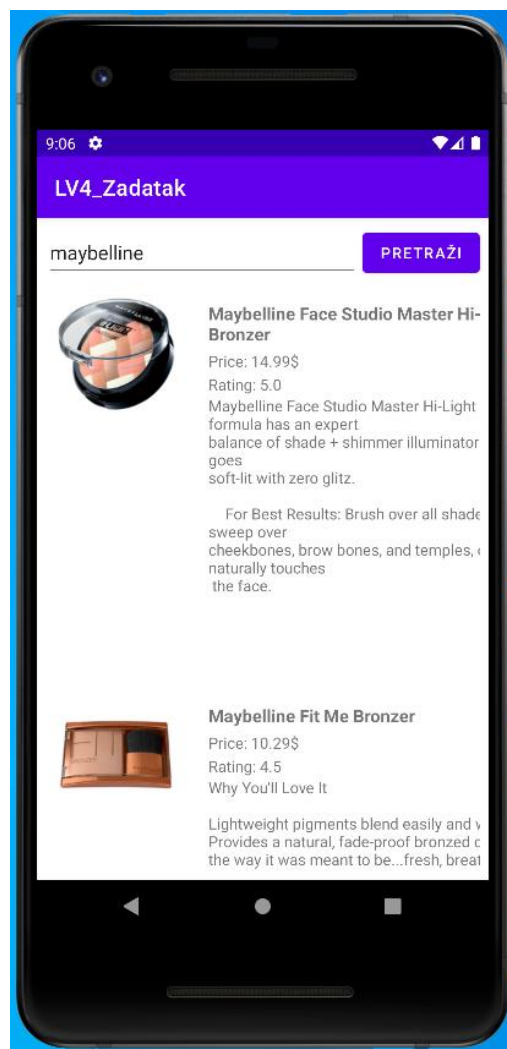 9:06
LV4_Zadatak
maybelline
PRETRAŽI
Maybelline Face Studio Master Hi-
Bronzer
Price: 14.99$
Rating: 5.0
Maybelline Face Studio Master Hi-Light
formula has an expert
balance of shade + shimmer illuminator
goes
soft-lit with zero glitz.
For Best Results: Brush over all shade
sweep over
cheekbones, brow bones, and temples,
naturally touches
the face.
Maybelline Fit Me Bronzer
Price: 10.29$
Rating: 4.5
Why You'll Love It
Lightweight pigments blend easily and
Provides a natural, fade-proof bronzed
the way it was meant to be...fresh,